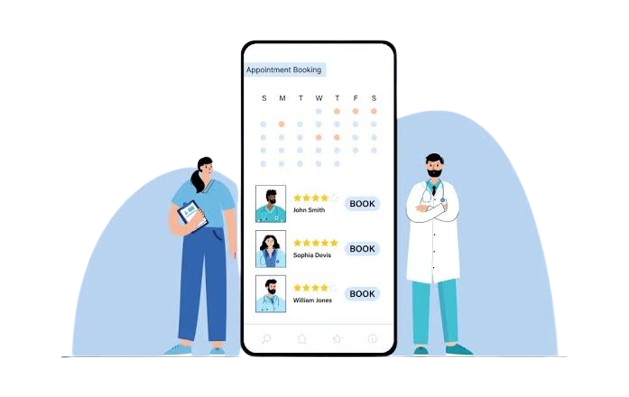 Appointment Booking
S M T W T F S
John Smith
BOOK
Sophia Devis
BOOK
William Jones
BOOK